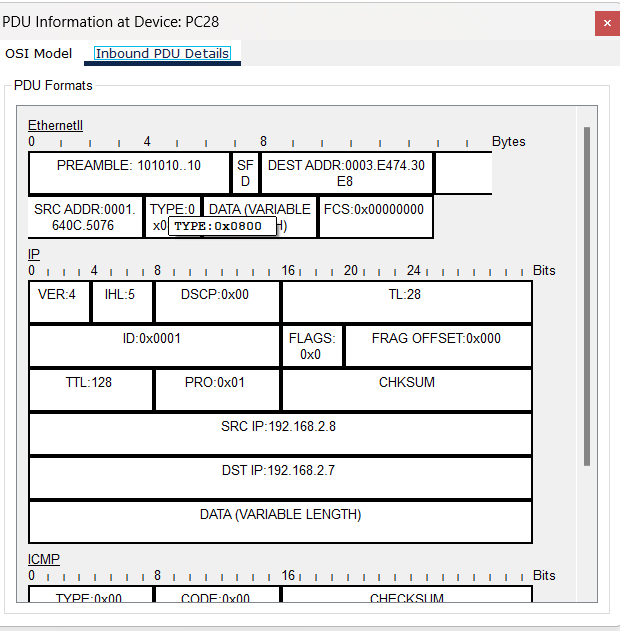 PDU Information at Device: PC28
OSI Model Inbound PDU Details
PDU Formats
EthernetII
0 4 8 Bytes
PREAMBLE: 101010..10 SF DEST ADDR:0003.E474.30
D E8
SRC ADDR:0001. TYPE:0 DATA (VARIABLE FCS:0x00000000
640C.5076 x0 TYPE:0x0800 H)
IP
0 4 8 16 20 24 Bits
VER:4 IHL:5 DSCP:0x00 TL:28
ID:0x0001 FLAGS: FRAG OFFSET:0x000
0x0
TTL:128 PRO:0x01 CHKSUM
SRC IP:192.168.2.8
DST IP:192.168.2.7
DATA (VARIABLE LENGTH)
ICMP
0 8 16 Bits
TYPE:0x00 CODE:0x00 CHECKSUM